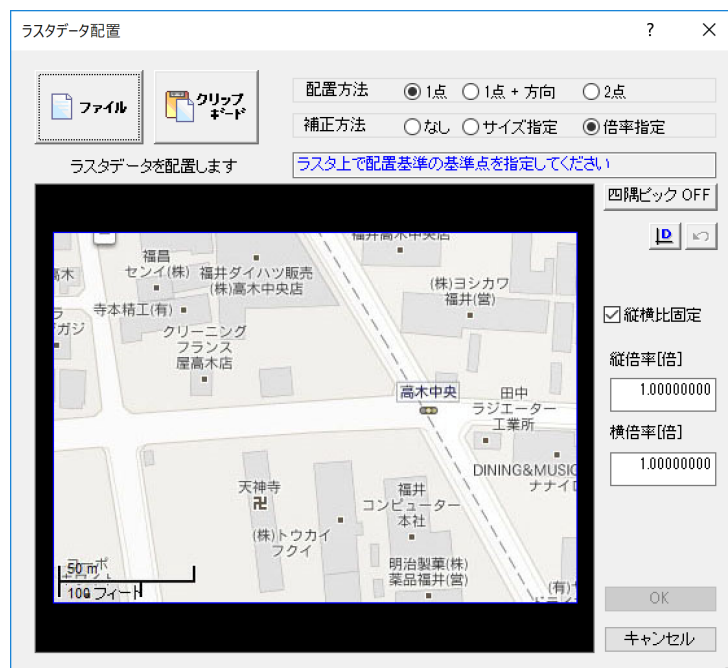 ラスタデータ配置
?
×
ファイル
クリップ
ボード
ラスタデータを配置します
配置方法
1点
1点 + 方向
2点
補正方法
なし
サイズ指定
倍率指定
ラスタ上で配置基準の基準点を指定してください
四隅ピック OFF
D
縦横比固定
縦倍率[倍]
1.00000000
横倍率[倍]
1.00000000
OK
キャンセル
福井高木中央店
福昌
センイ(株)
福井ダイハツ販売
(株)高木中央店
木
寺本精工(有)
ラ
ガジ
クリーニング
フランス
屋高木店
(株)ヨシカワ
福井(営)
高木中央
田中
ラジエーター
工業所
DINING&MUSIC
ナナイロ
天神寺
卍
(株)トウカイ
フクイ
福井
コンピューター
本社
明治製菓(株)
薬品福井(営)
(有)
50 m
100 フィート